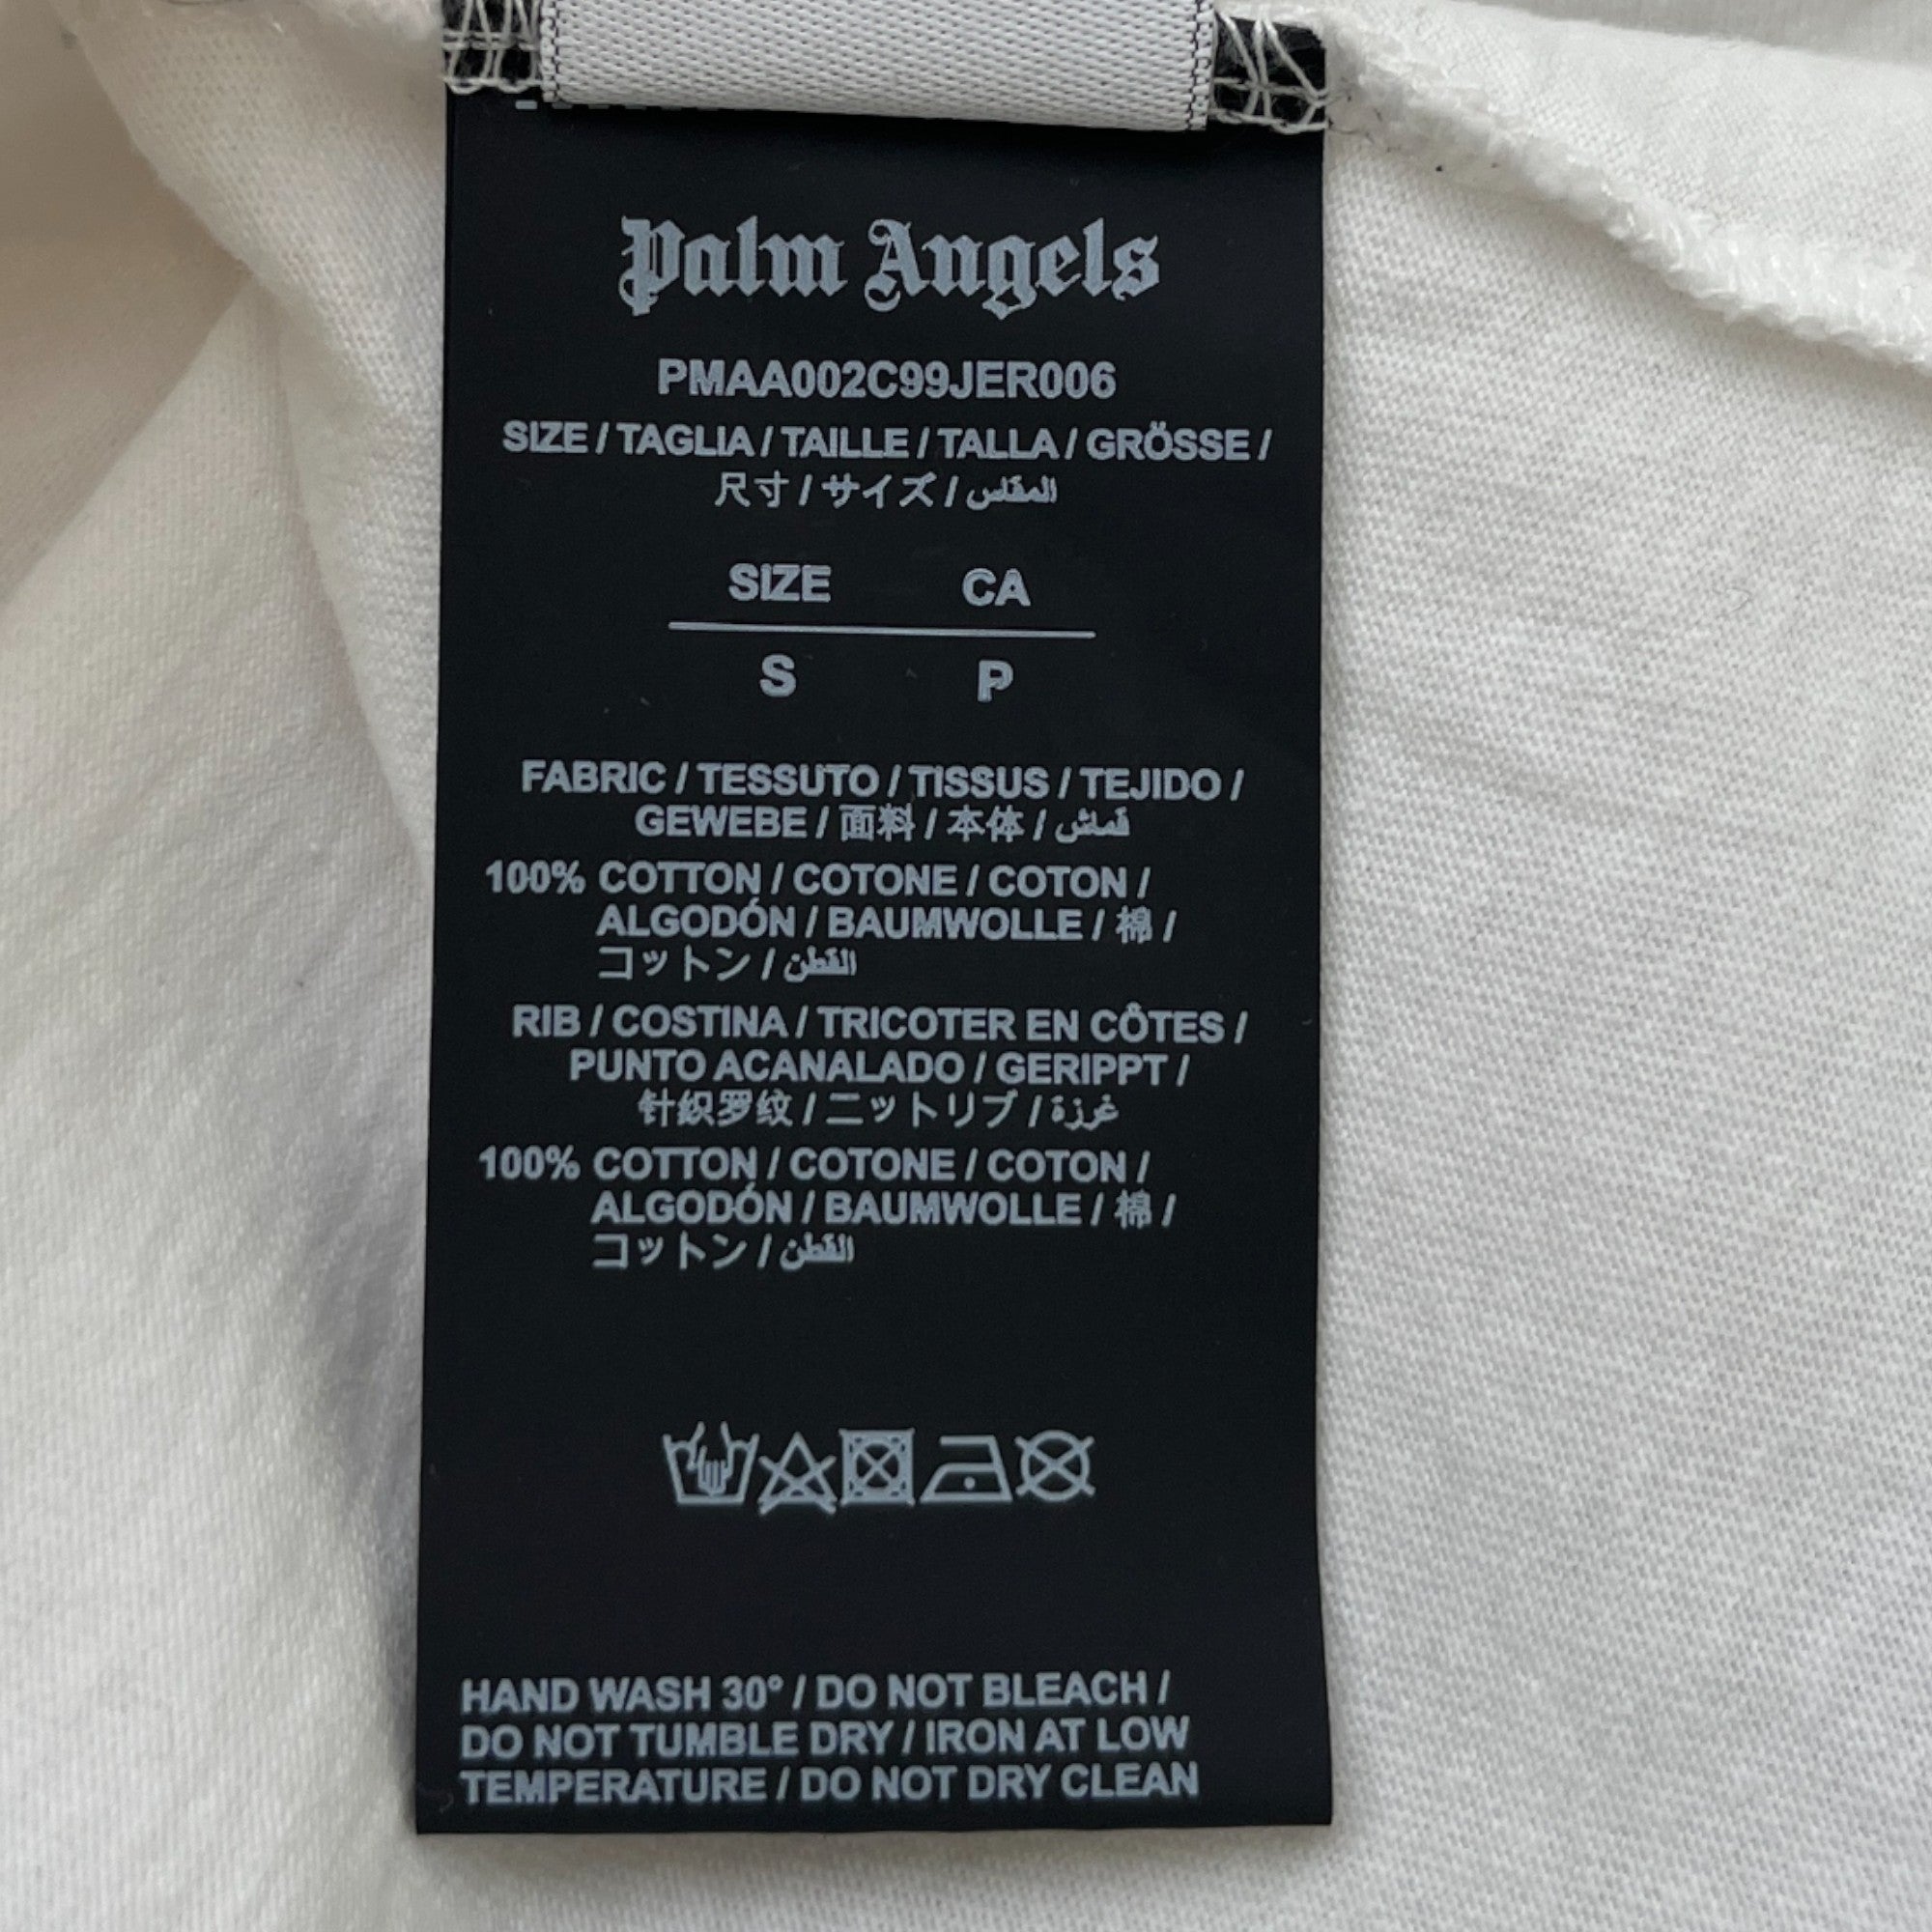 Palm Angels
PMAA002C99JER006
SIZE / TAGLIA / TAILLE / TALLA / GRÖSSE /
尺寸 / サイズ / المقاس
SIZE CA
S P
FABRIC / TESSUTO / TISSUS / TEJIDO /
GEWEBE / 面料 / 本体 / قماش
100% COTTON / COTONE / COTON /
ALGODÓN / BAUMWOLLE / 棉 /
コットン / القطن
RIB / COSTINA / TRICOTER EN CÔTES /
PUNTO ACANALADO / GERIPPT /
针织罗纹 / ニットリブ / غرزة
100% COTTON / COTONE / COTON /
ALGODÓN / BAUMWOLLE / 棉 /
コットン / القطن
HAND WASH 30° / DO NOT BLEACH /
DO NOT TUMBLE DRY / IRON AT LOW
TEMPERATURE / DO NOT DRY CLEAN